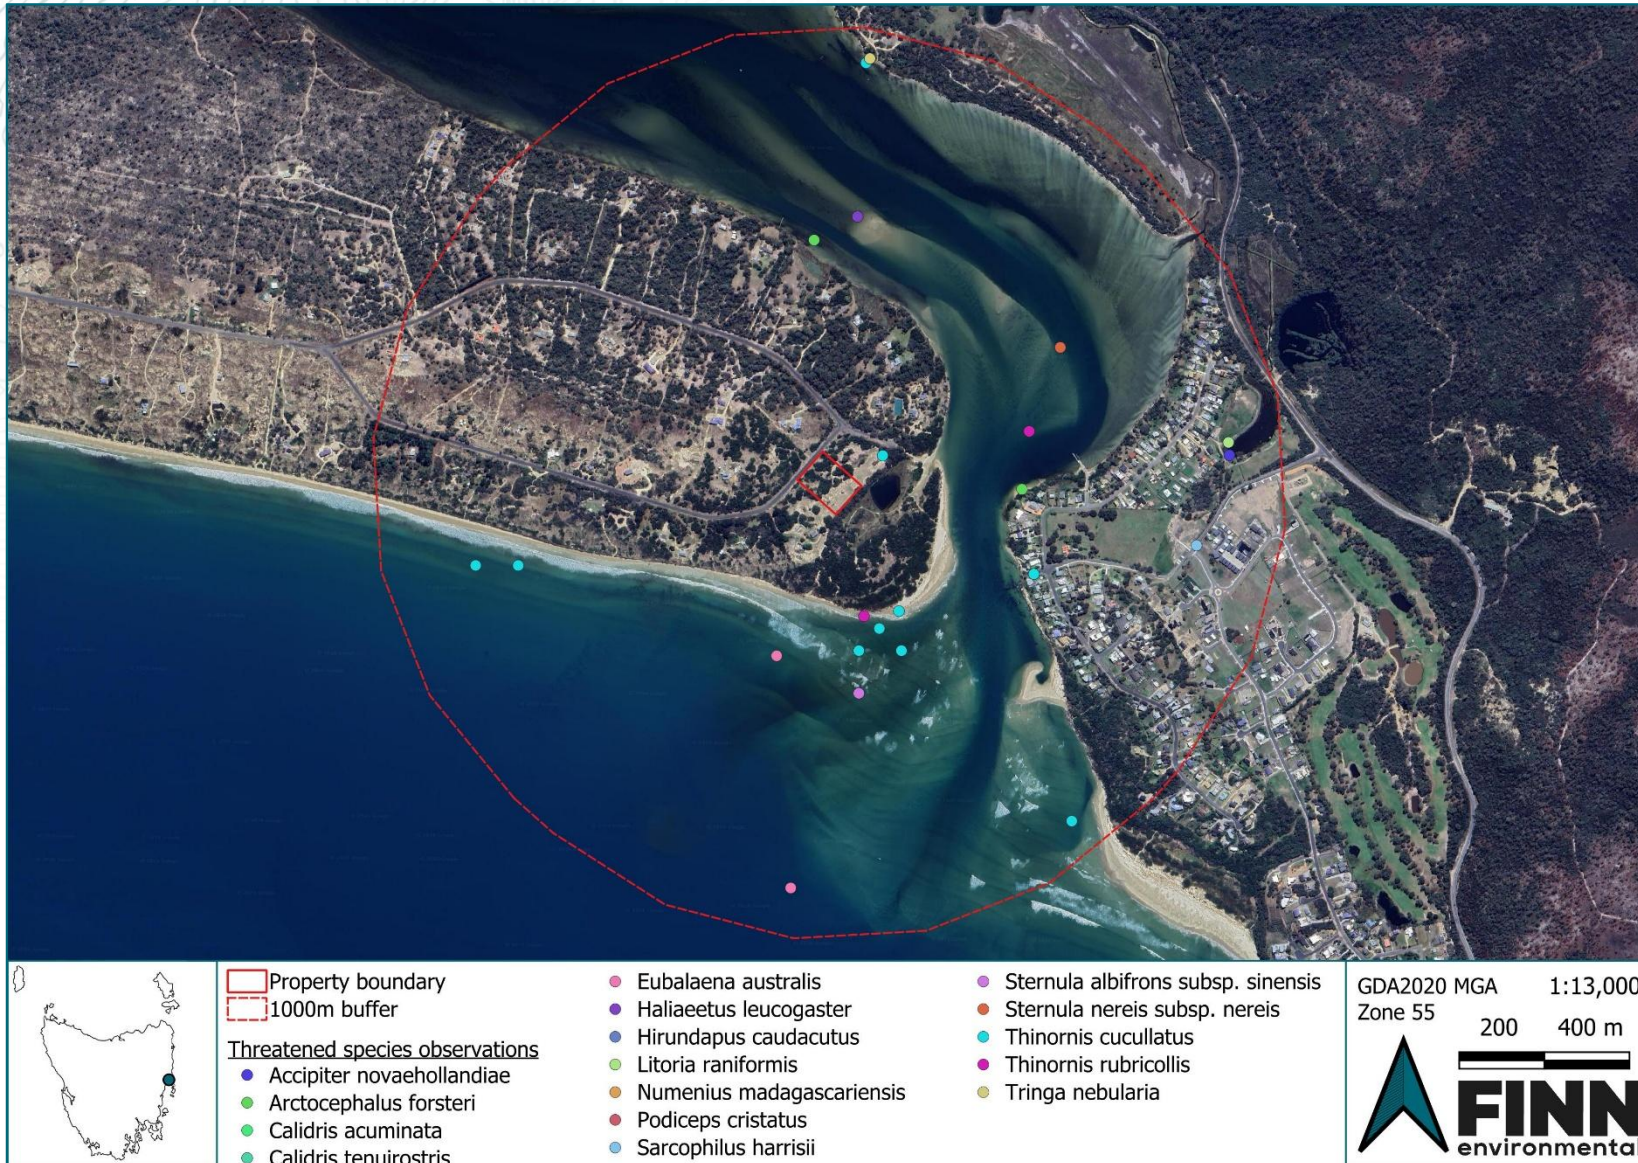 Property boundary
1000m buffer
Threatened species observations
Accipiter novaehollandiae
Arctocephalus forsteri
Calidris acuminata
Calidris tenuirostris
Eubalaena australis
Haliaeetus leucogaster
Hirundapus caudacutus
Litoria raniformis
Numenius madagascariensis
Podiceps cristatus
Sarcophilus harrisii
Sternula albifrons subsp. sinensis
Sternula nereis subsp. nereis
Thinornis cucullatus
Thinornis rubricollis
Tringa nebularia
GDA2020 MGA 1:13,000
Zone 55
200 400 m
FINN
environmental